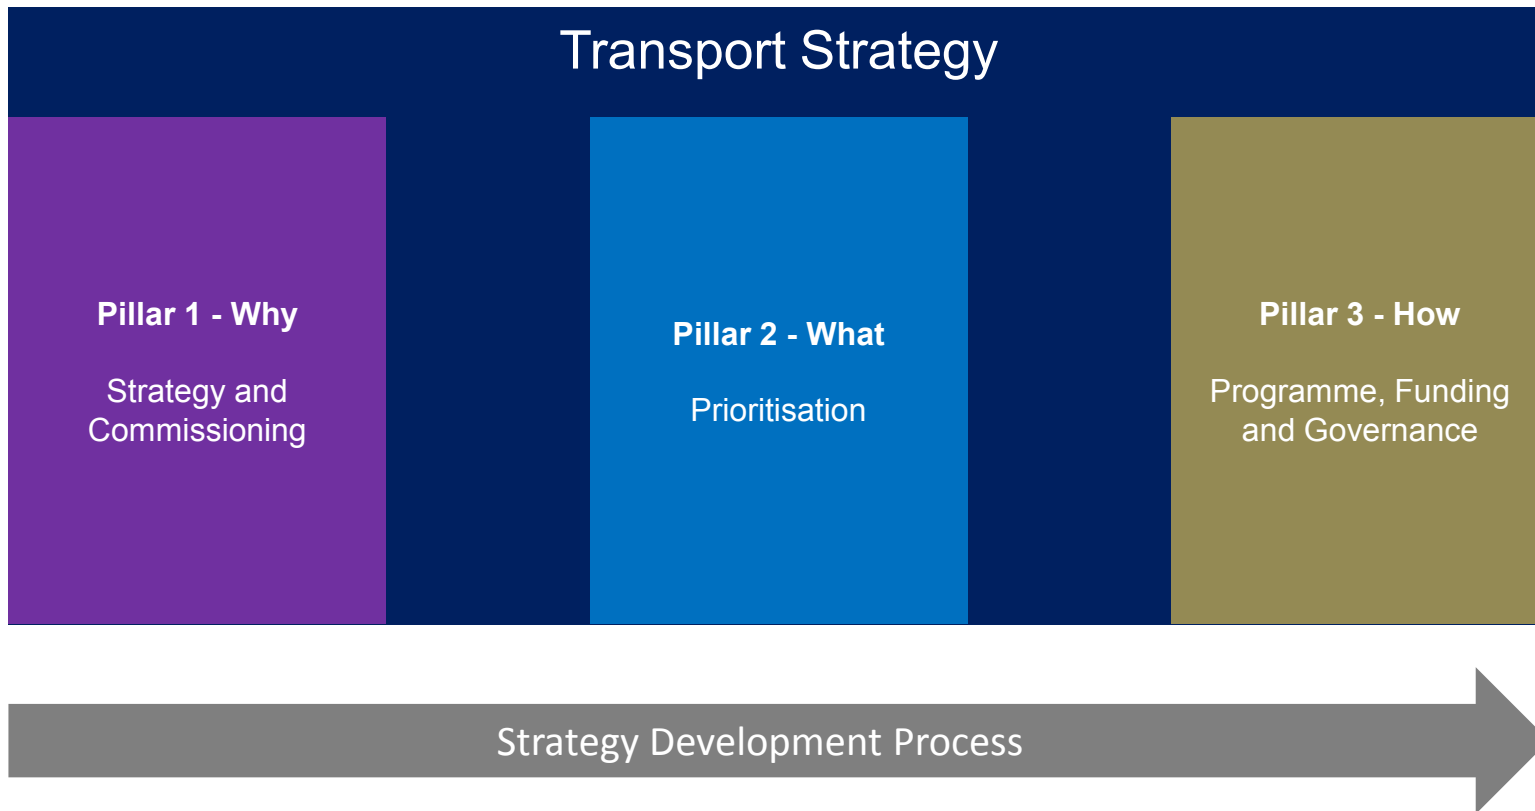 Transport Strategy
Pillar 1 - Why
Strategy and
Commissioning
Pillar 2 - What
Prioritisation
Pillar 3 - How
Programme, Funding
and Governance
Strategy Development Process